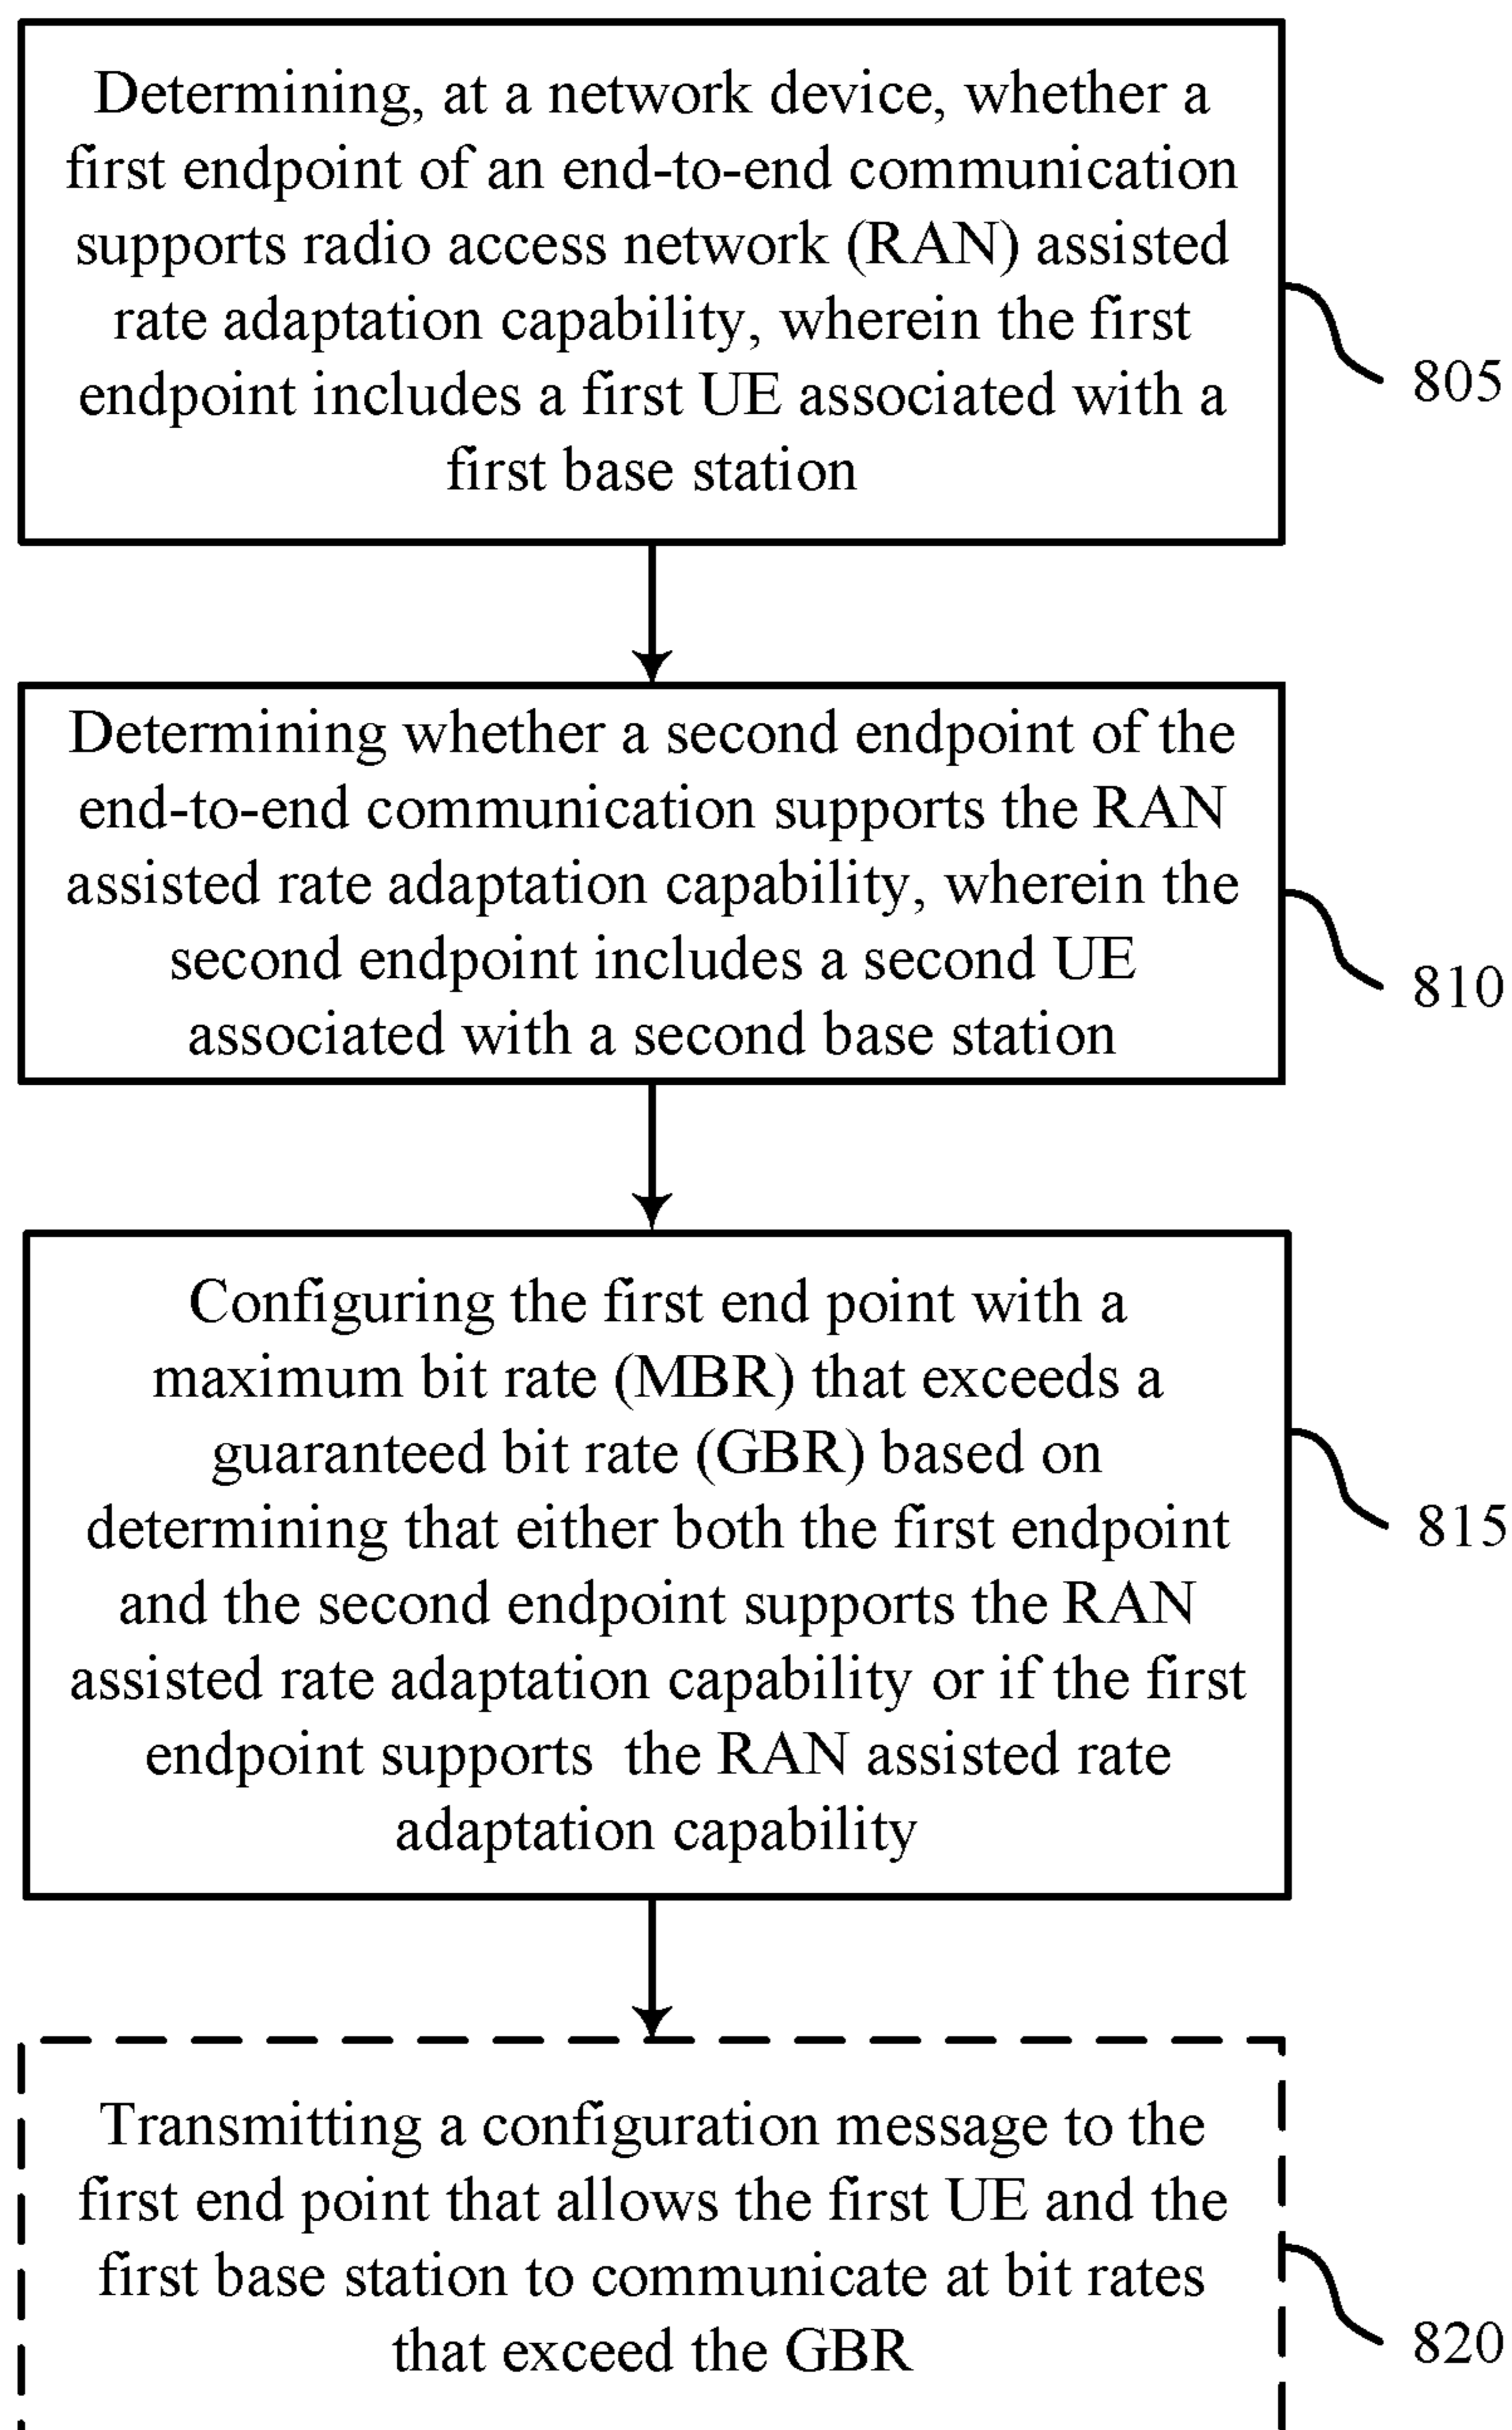 Determining, at a network device, whether a
first endpoint of an end-to-end communication
supports radio access network (RAN) assisted
rate adaptation capability, wherein the first
endpoint includes a first UE associated with a
first base station
805
Determining whether a second endpoint of the
end-to-end communication supports the RAN
assisted rate adaptation capability, wherein the
second endpoint includes a second UE
associated with a second base station
810
Configuring the first end point with a
maximum bit rate (MBR) that exceeds a
guaranteed bit rate (GBR) based on
determining that either both the first endpoint
and the second endpoint supports the RAN
assisted rate adaptation capability or if the first
endpoint supports the RAN assisted rate
adaptation capability
815
Transmitting a configuration message to the
first end point that allows the first UE and the
first base station to communicate at bit rates
that exceed the GBR
820